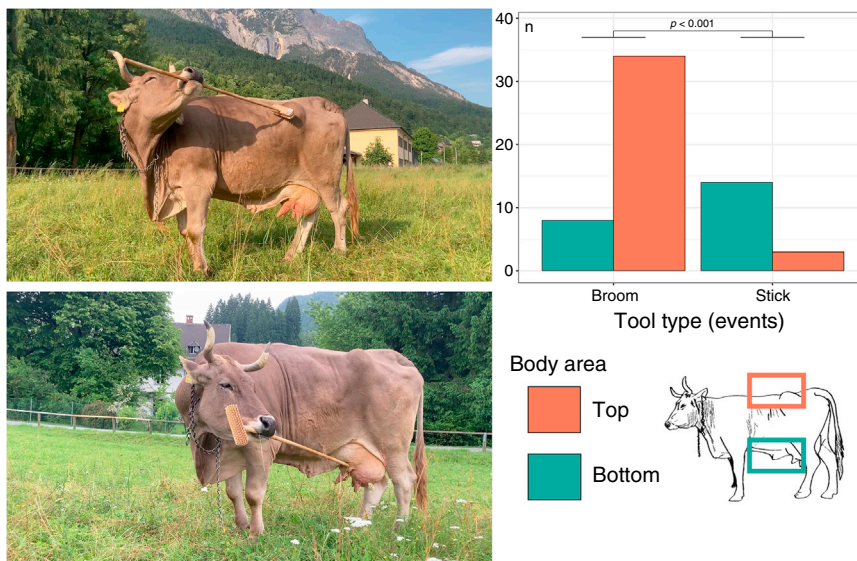 40
n
p < 0.001
30
20
10
0
Broom
Stick
Tool type (events)
Body area
Top
Bottom